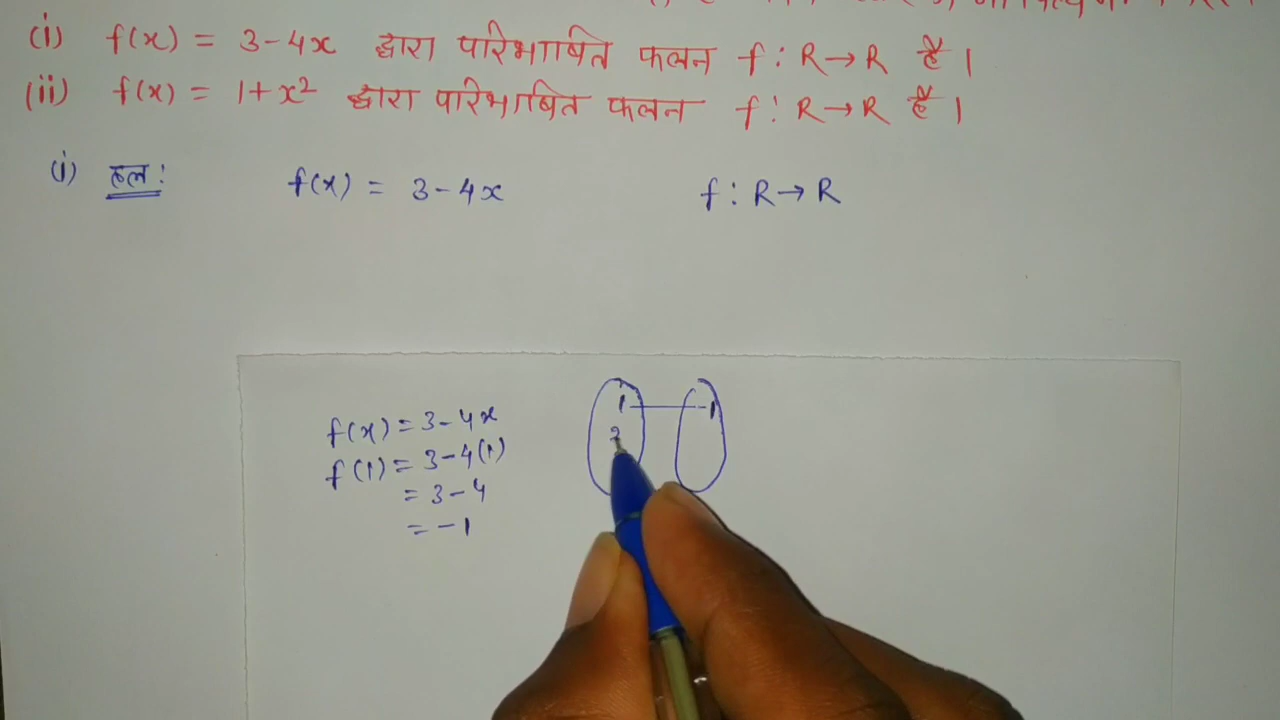 (i) f(x) = 3-4x द्वारा परिभाषित फलन f : R→R है।
(ii) f(x) = 1+x² द्वारा परिभाषित फलन f : R→R है।
(i) हल: f(x) = 3-4x f : R→R
f(x) = 3-4x
f(1) = 3-4(1)
= 3-4
= -1
1 -1
2